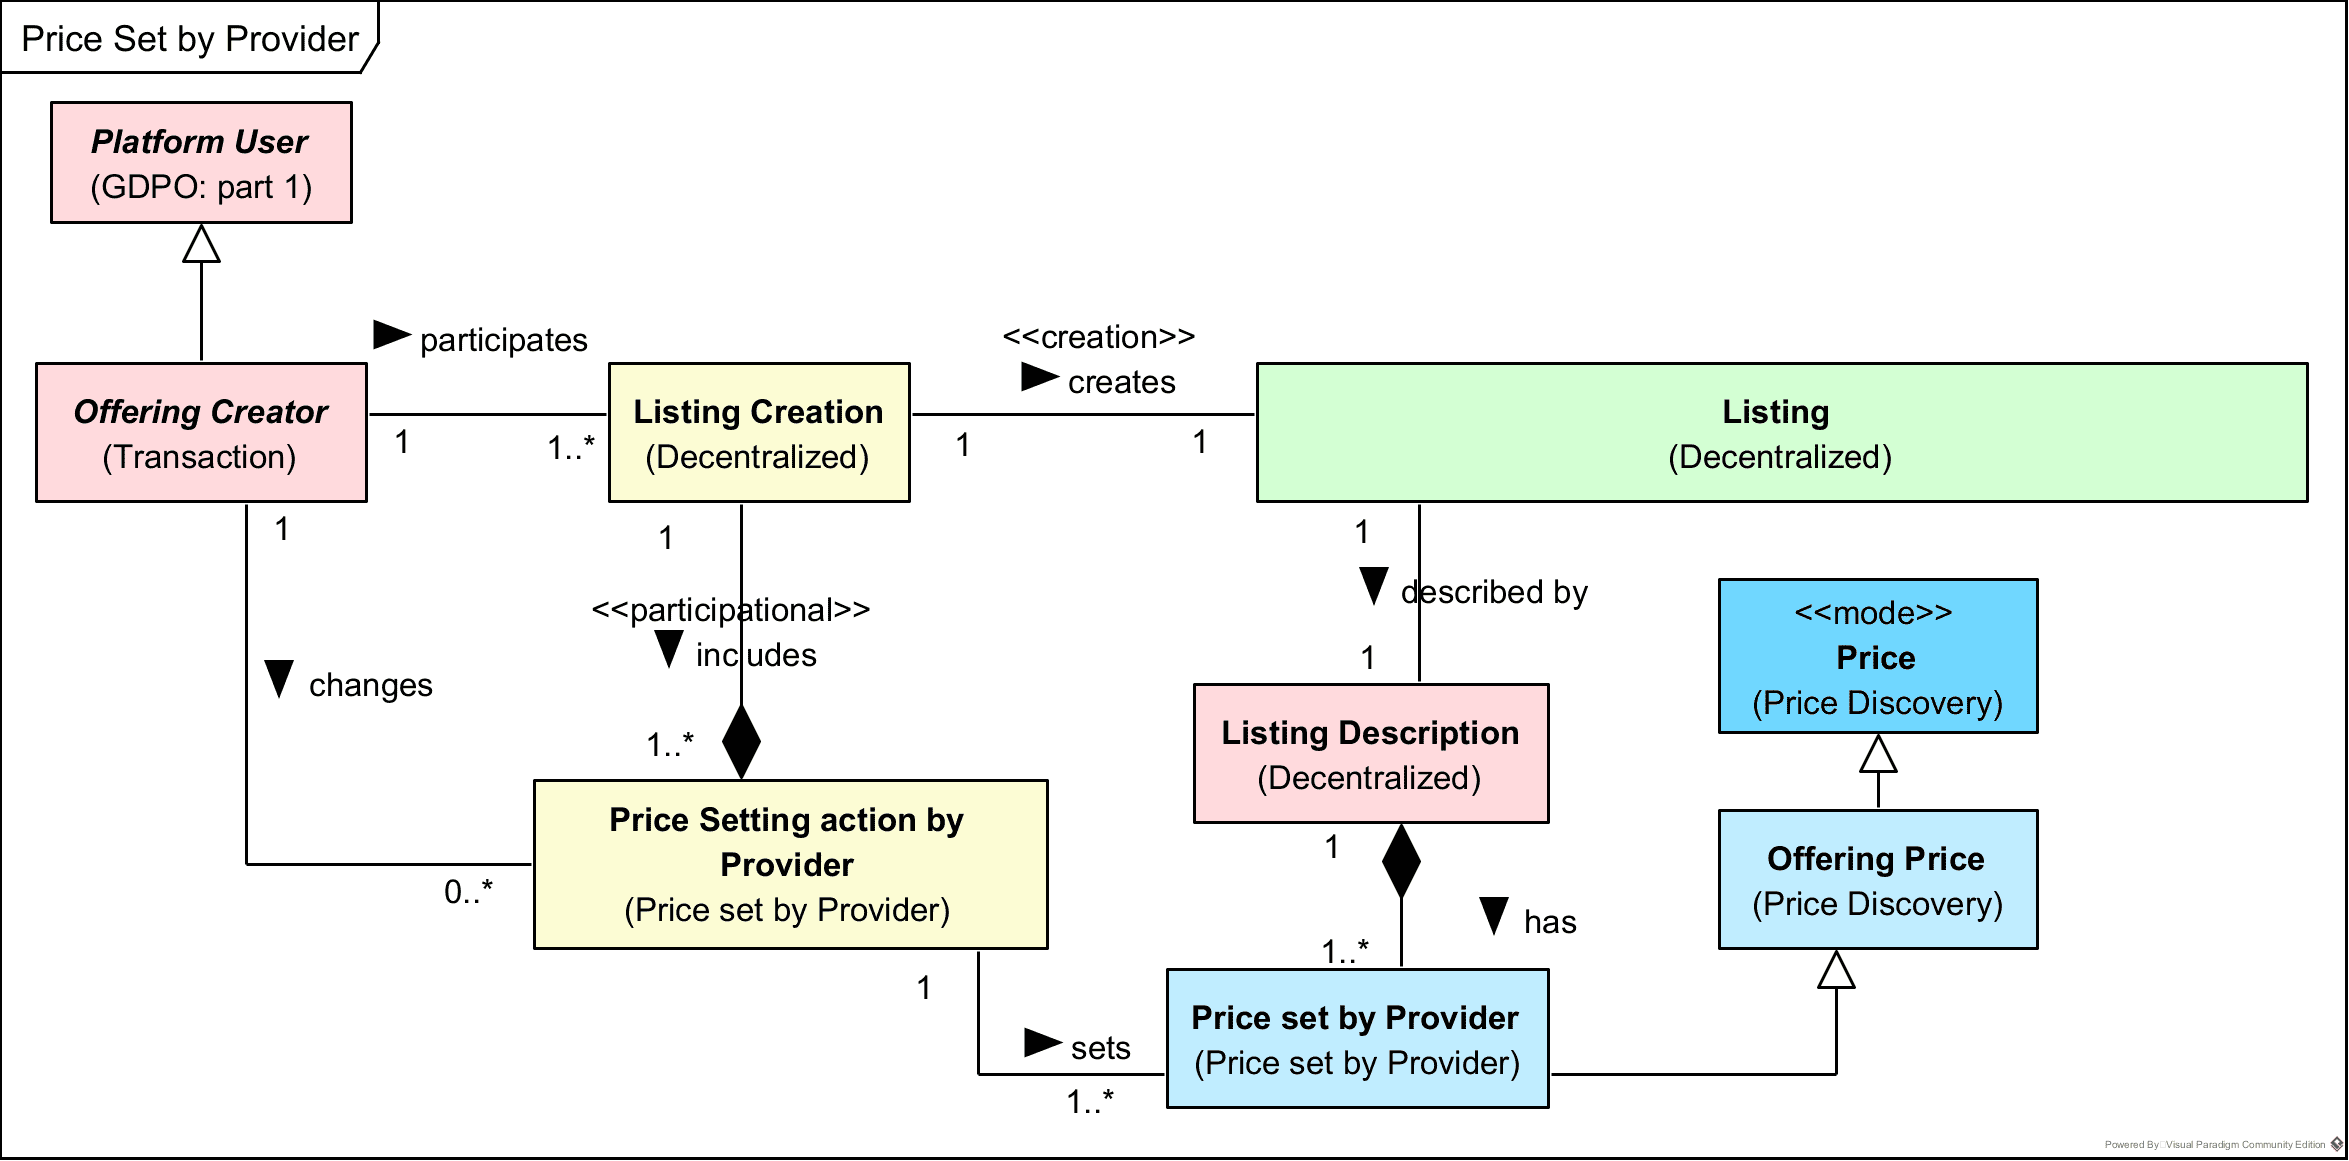 Price Set by Provider
Platform User
(GDPO: part 1)
participates
<<creation>>
creates
Offering Creator
(Transaction)
1
1..*
Listing Creation
(Decentralized)
1
1
Listing
(Decentralized)
1
changes
0..*
1
<<participational>>
includes
1..*
1
described by
1
<<mode>>
Price
(Price Discovery)
Listing Description
(Decentralized)
Price Setting action by
Provider
(Price set by Provider)
1
has
1..*
Offering Price
(Price Discovery)
1
sets
1..*
Price set by Provider
(Price set by Provider)
Powered By Visual Paradigm Community Edition